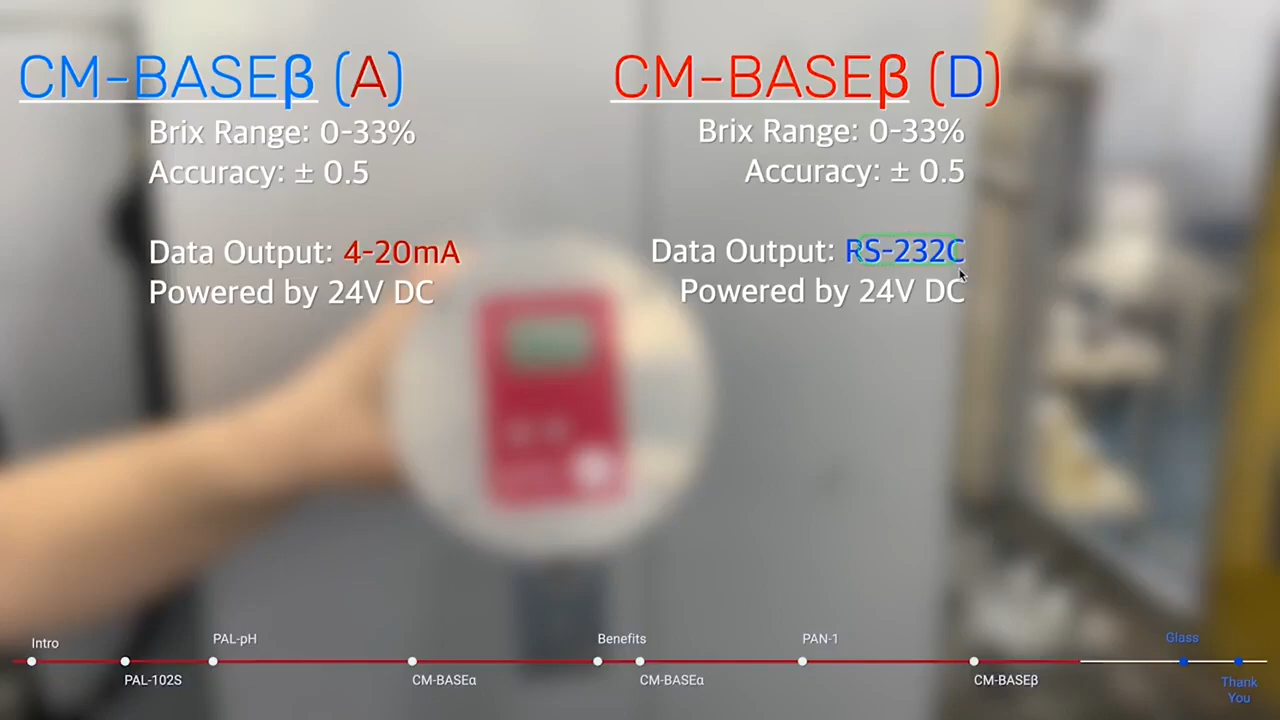 CM-BASEβ (A)
Brix Range: 0-33%
Accuracy: ± 0.5
Data Output: 4-20mA
Powered by 24V DC
CM-BASEβ (D)
Brix Range: 0-33%
Accuracy: ± 0.5
Data Output: RS-232C
Powered by 24V DC
Intro
PAL-102S
PAL-pH
CM-BASEα
Benefits
CM-BASEα
PAN-1
CM-BASEβ
Glass
Thank
You